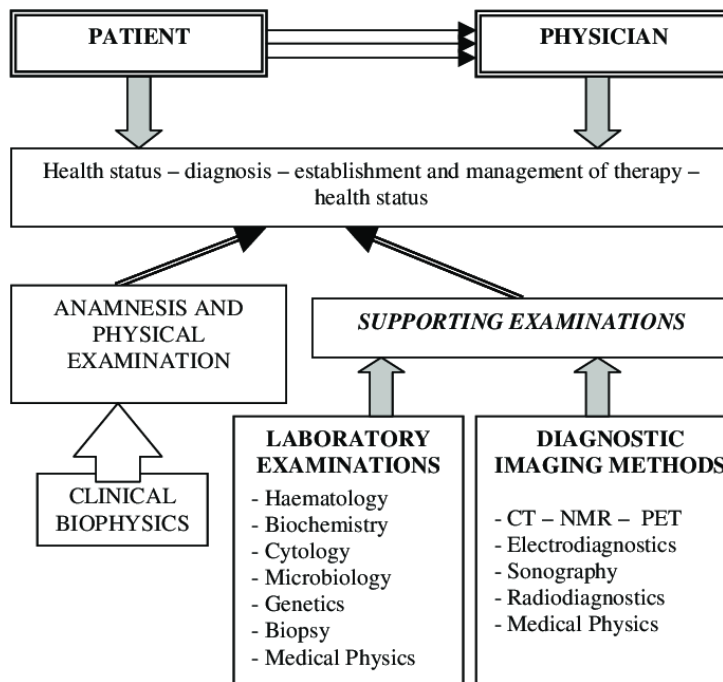 PATIENT
PHYSICIAN
Health status – diagnosis – establishment and management of therapy –
health status
ANAMNESIS AND
PHYSICAL
EXAMINATION
SUPPORTING EXAMINATIONS
CLINICAL
BIOPHYSICS
LABORATORY
EXAMINATIONS
- Haematology
- Biochemistry
- Cytology
- Microbiology
- Genetics
- Biopsy
- Medical Physics
DIAGNOSTIC
IMAGING METHODS
- CT – NMR – PET
- Electrodiagnostics
- Sonography
- Radiodiagnostics
- Medical Physics